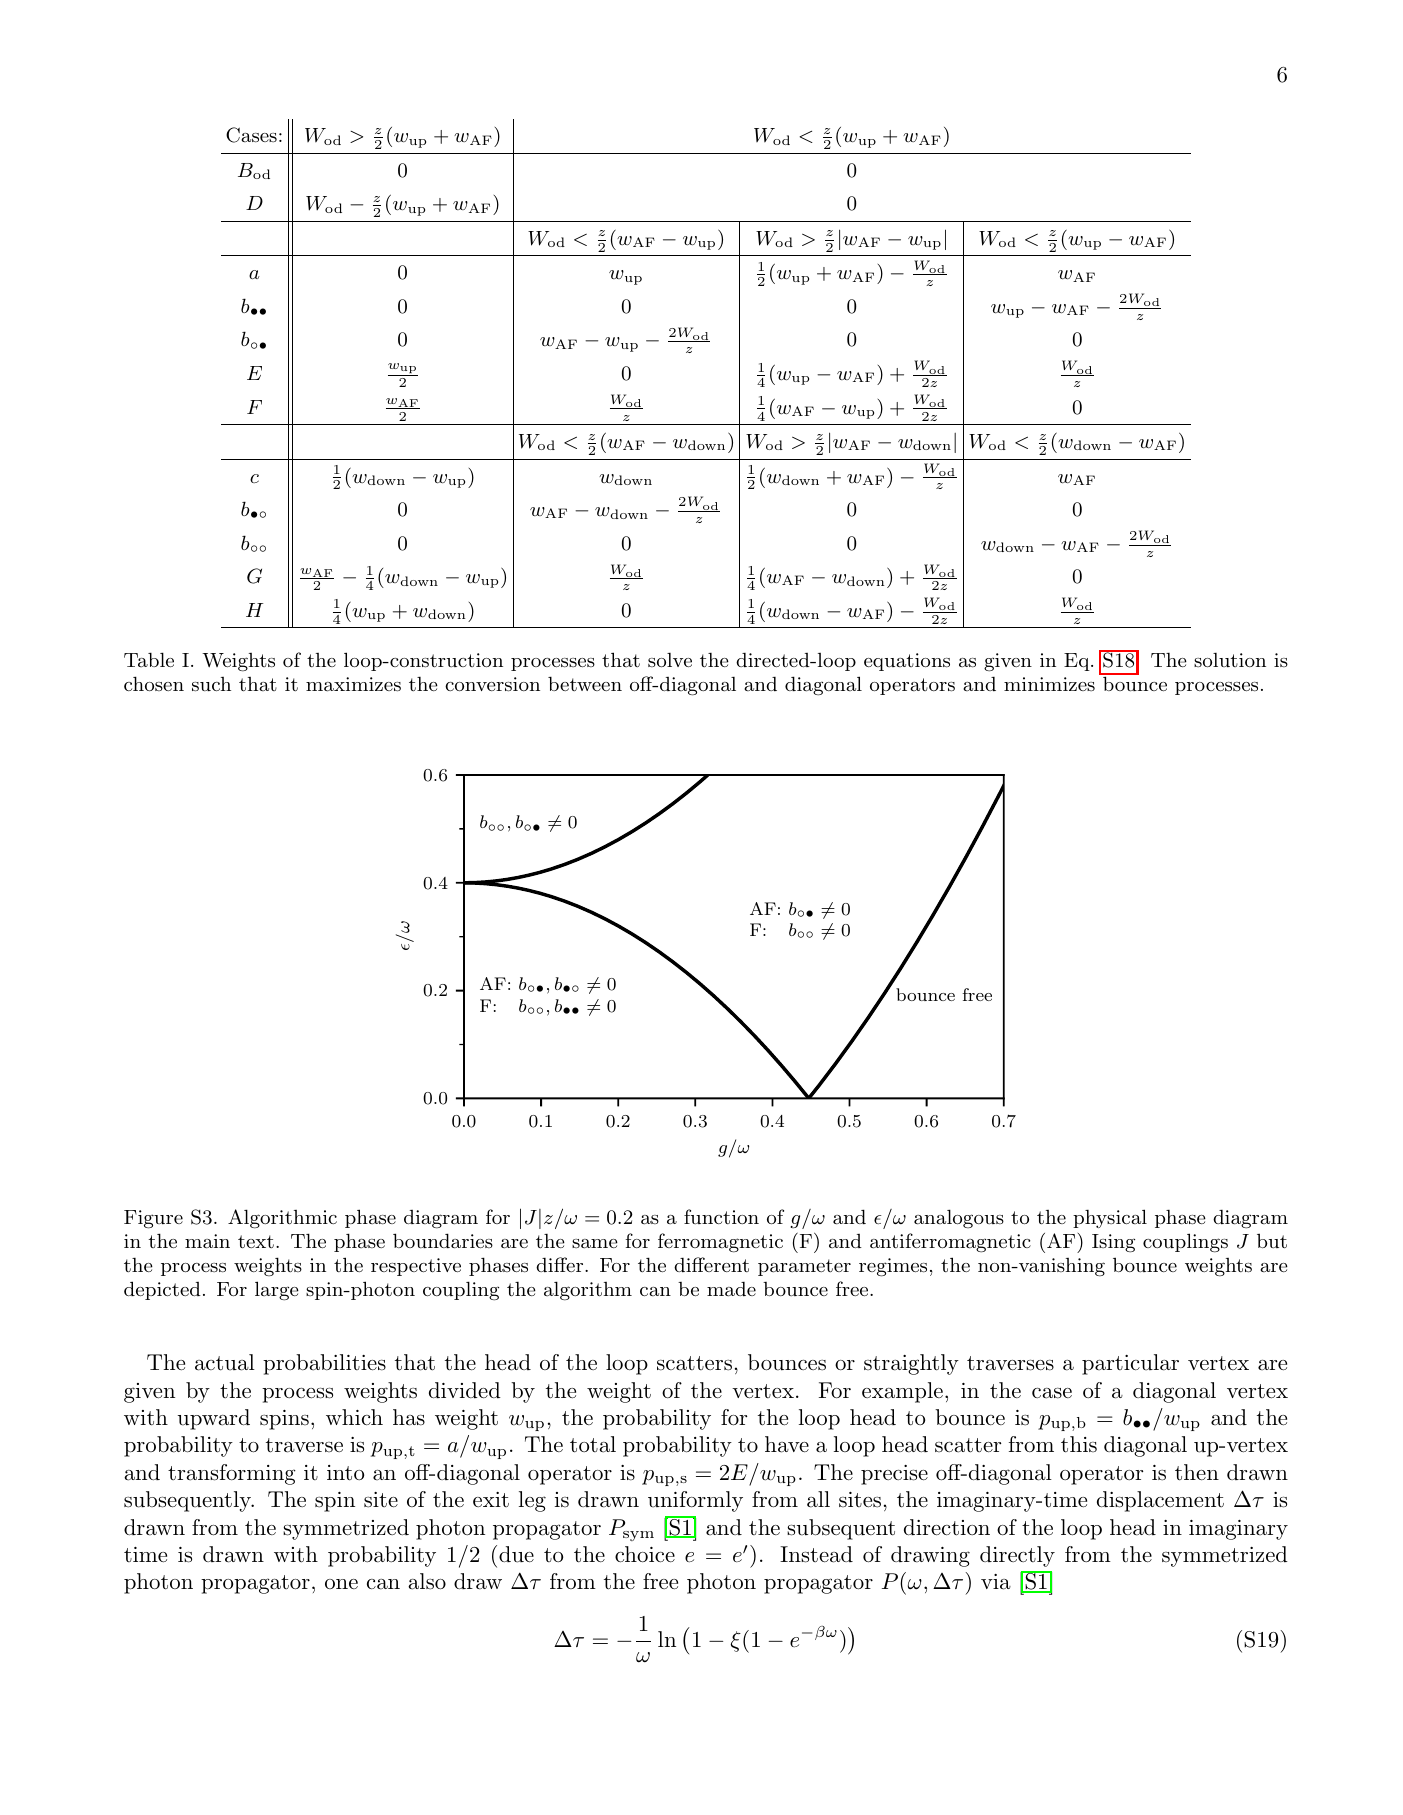 6
Cases: W_od > z/2(w_up + w_AF) W_od < z/2(w_up + w_AF)
B_od 0 0
D W_od − z/2(w_up + w_AF) 0
W_od < z/2(w_AF − w_up) W_od > z/2|w_AF − w_up| W_od < z/2(w_up − w_AF)
a 0 w_up 1/2(w_up + w_AF) − W_od/z w_AF
b_●● 0 0 0 w_up − w_AF − 2W_od/z
b_○● 0 w_AF − w_up − 2W_od/z 0 0
E w_up/2 0 1/4(w_up − w_AF) + W_od/2z W_od/z
F w_AF/2 W_od/z 1/4(w_AF − w_up) + W_od/2z 0
W_od < z/2(w_AF − w_down) W_od > z/2|w_AF − w_down| W_od < z/2(w_down − w_AF)
c 1/2(w_down − w_up) w_down 1/2(w_down + w_AF) − W_od/z w_AF
b_●○ 0 w_AF − w_down − 2W_od/z 0 0
b_○○ 0 0 0 w_down − w_AF − 2W_od/z
G w_AF/2 − 1/4(w_down − w_up) W_od/z 1/4(w_AF − w_down) + W_od/2z 0
H 1/4(w_up + w_down) 0 1/4(w_down − w_AF) − W_od/2z W_od/z
Table I. Weights of the loop-construction processes that solve the directed-loop equations as given in Eq. S18 The solution is
chosen such that it maximizes the conversion between off-diagonal and diagonal operators and minimizes bounce processes.
0.6
b_○○, b_○● ≠ 0
0.4
AF: b_○● ≠ 0
F: b_○○ ≠ 0
ϵ/ω
AF: b_○●, b_●○ ≠ 0
0.2
bounce free
F: b_○○, b_●● ≠ 0
0.0
0.0 0.1 0.2 0.3 0.4 0.5 0.6 0.7
g/ω
Figure S3. Algorithmic phase diagram for |J|z/ω = 0.2 as a function of g/ω and ϵ/ω analogous to the physical phase diagram
in the main text. The phase boundaries are the same for ferromagnetic (F) and antiferromagnetic (AF) Ising couplings J but
the process weights in the respective phases differ. For the different parameter regimes, the non-vanishing bounce weights are
depicted. For large spin-photon coupling the algorithm can be made bounce free.
The actual probabilities that the head of the loop scatters, bounces or straightly traverses a particular vertex are
given by the process weights divided by the weight of the vertex. For example, in the case of a diagonal vertex
with upward spins, which has weight w_up, the probability for the loop head to bounce is p_up,b = b_●●/w_up and the
probability to traverse is p_up,t = a/w_up. The total probability to have a loop head scatter from this diagonal up-vertex
and transforming it into an off-diagonal operator is p_up,s = 2E/w_up. The precise off-diagonal operator is then drawn
subsequently. The spin site of the exit leg is drawn uniformly from all sites, the imaginary-time displacement Δτ is
drawn from the symmetrized photon propagator P_sym [S1] and the subsequent direction of the loop head in imaginary
time is drawn with probability 1/2 (due to the choice e = e′). Instead of drawing directly from the symmetrized
photon propagator, one can also draw Δτ from the free photon propagator P(ω, Δτ) via [S1]
Δτ = −1/ω ln (1 − ξ(1 − e^{−βω})) (S19)